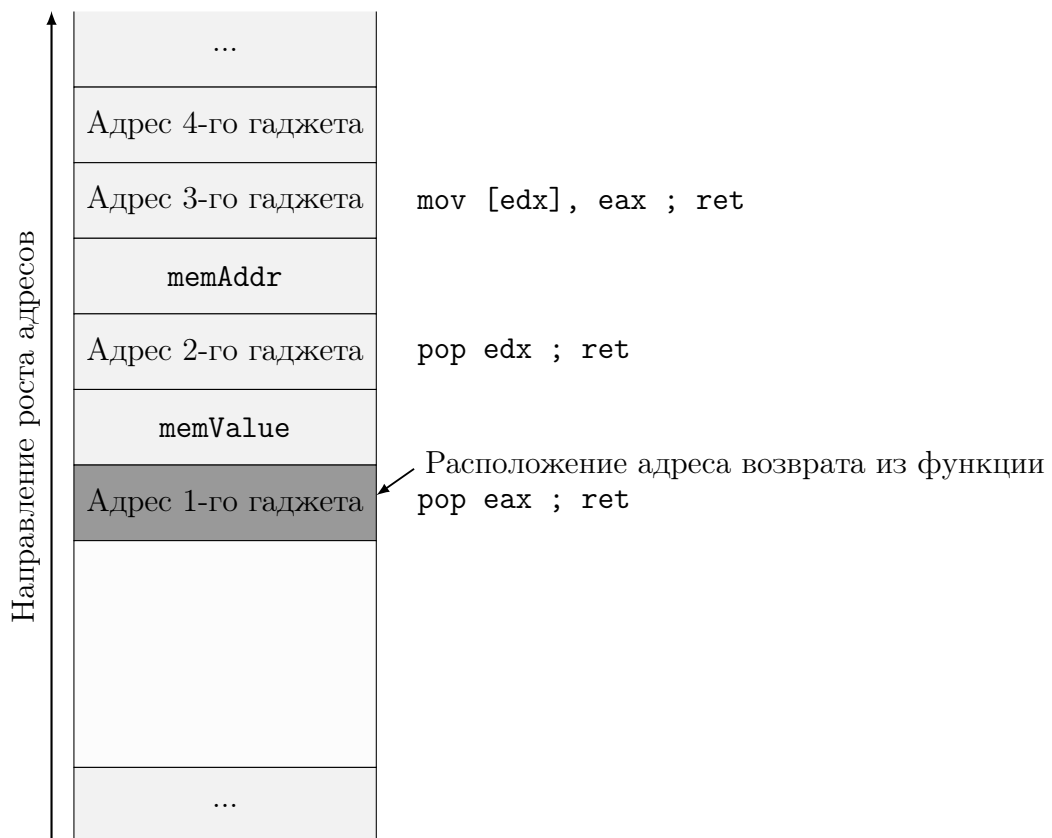 Направление роста адресов
...
Адрес 4-го гаджета
Адрес 3-го гаджета
mov [edx], eax ; ret
memAddr
Адрес 2-го гаджета
pop edx ; ret
memValue
Расположение адреса возврата из функции
Адрес 1-го гаджета
pop eax ; ret
...